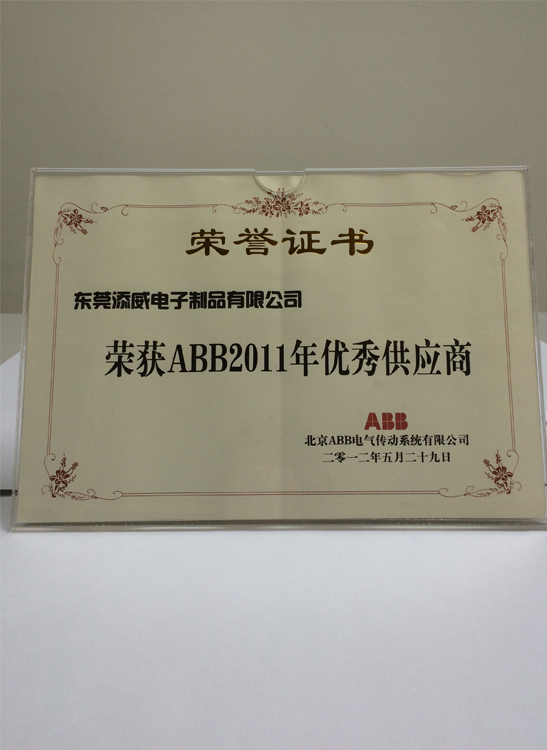 荣誉证书
东莞添威电子制品有限公司
荣获ABB2011年优秀供应商
ABB
北京ABB电气传动系统有限公司
二零一二年五月二十九日